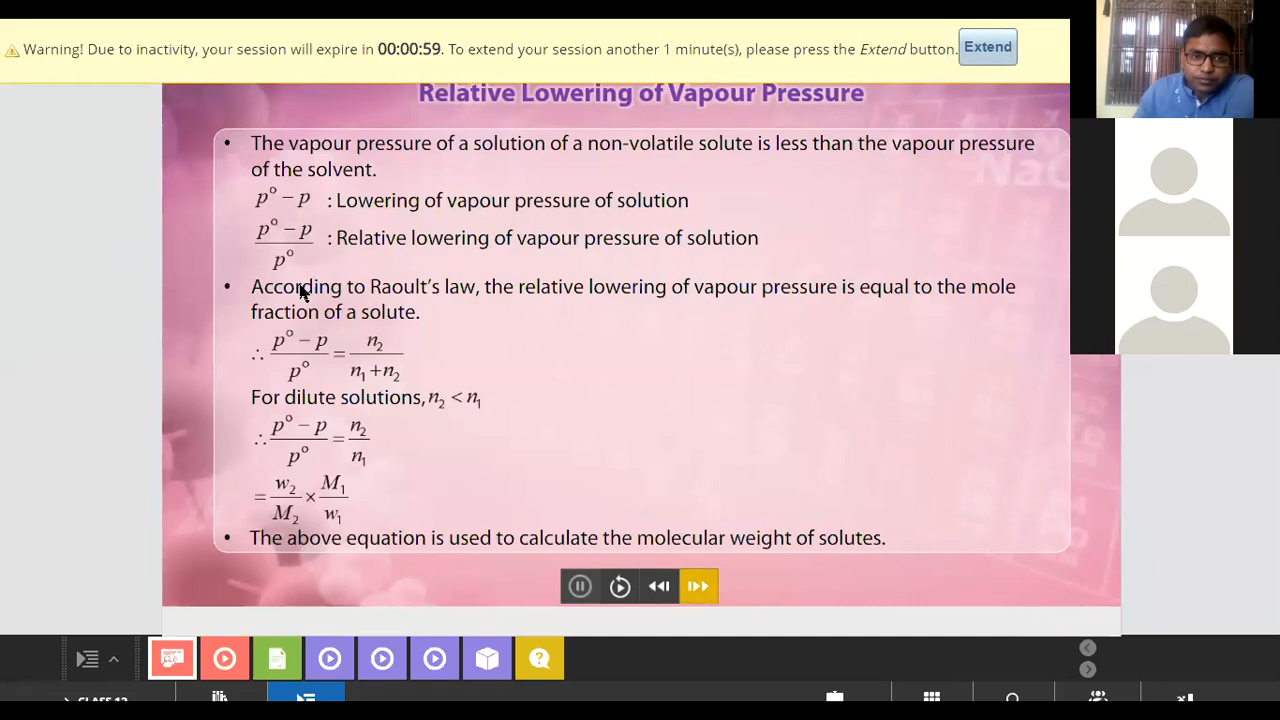 Warning! Due to inactivity, your session will expire in 00:00:59. To extend your session another 1 minute(s), please press the Extend button. Extend
Relative Lowering of Vapour Pressure
• The vapour pressure of a solution of a non-volatile solute is less than the vapour pressure
of the solvent.
p° − p : Lowering of vapour pressure of solution
(p° − p)/p° : Relative lowering of vapour pressure of solution
• According to Raoult's law, the relative lowering of vapour pressure is equal to the mole
fraction of a solute.
∴ (p° − p)/p° = n₂/(n₁+n₂)
For dilute solutions, n₂ < n₁
∴ (p° − p)/p° = n₂/n₁
= w₂/M₂ × M₁/w₁
• The above equation is used to calculate the molecular weight of solutes.
CLASS 12